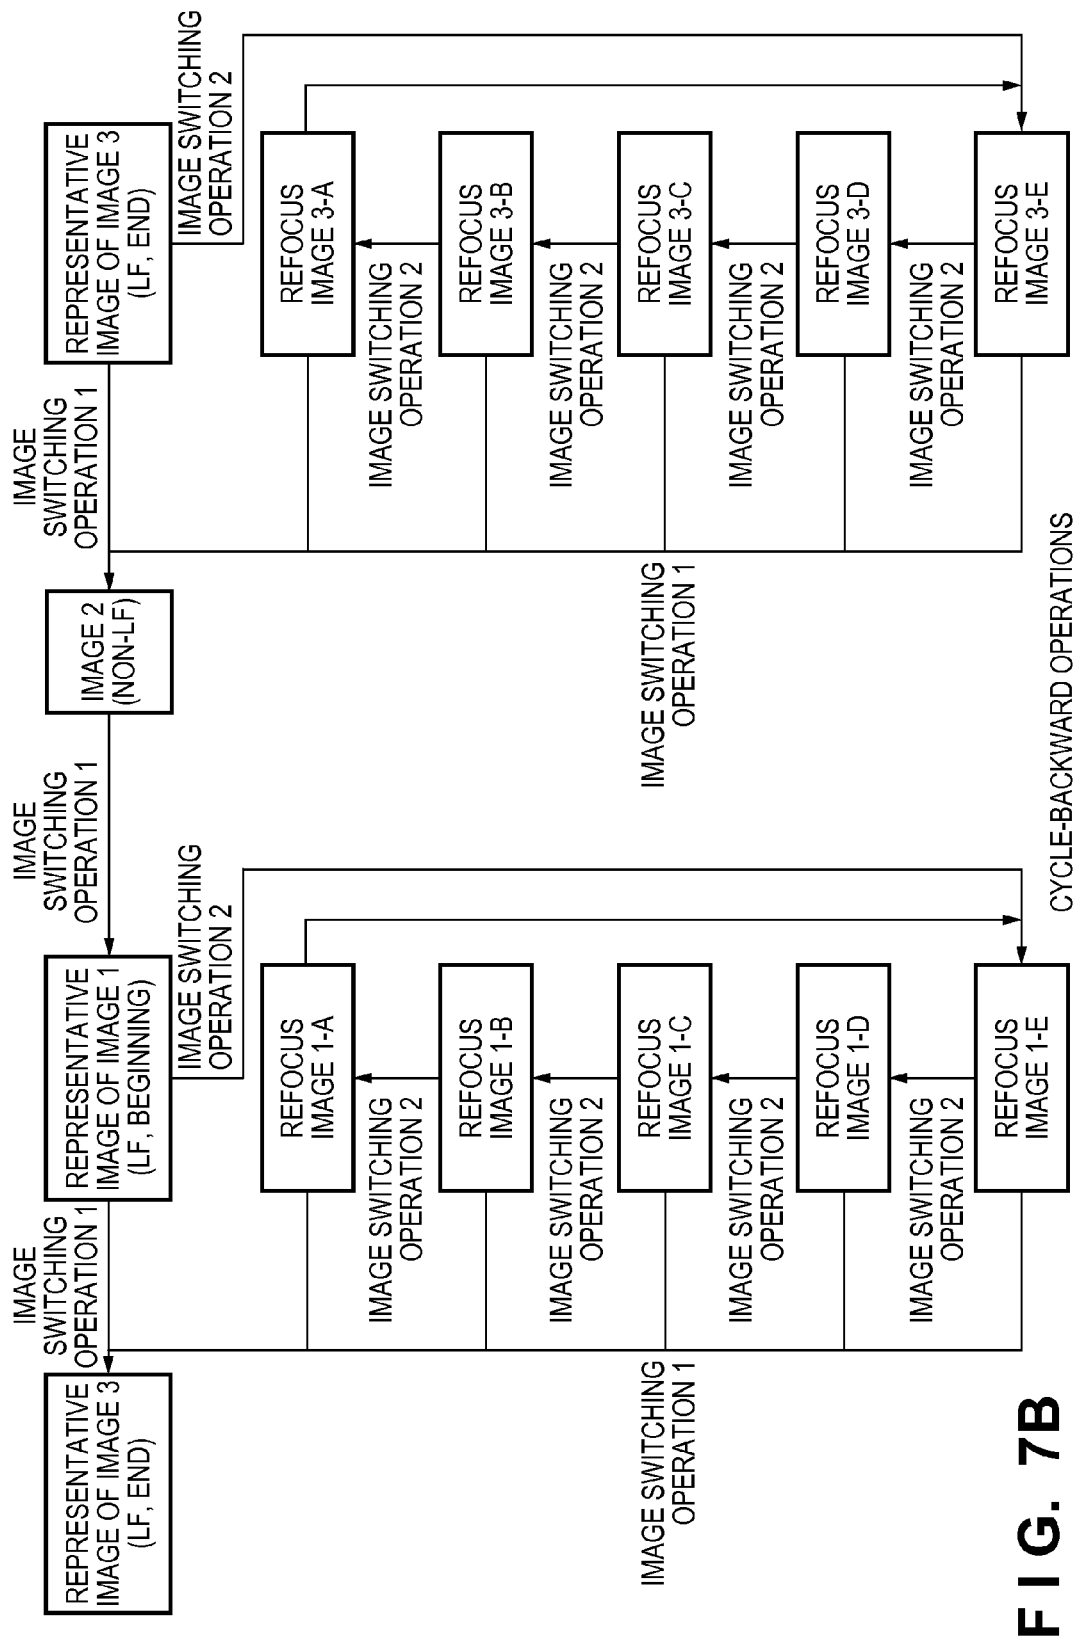 REPRESENTATIVE
IMAGE OF IMAGE 3
(LF, END)
IMAGE
SWITCHING
OPERATION 1
REPRESENTATIVE
IMAGE OF IMAGE 1
(LF, BEGINNING)
IMAGE
SWITCHING
OPERATION 1
IMAGE 2
(NON-LF)
IMAGE
SWITCHING
OPERATION 1
REPRESENTATIVE
IMAGE OF IMAGE 3
(LF, END)
IMAGE SWITCHING
OPERATION 2
IMAGE SWITCHING
OPERATION 2
REFOCUS
IMAGE 1-A
REFOCUS
IMAGE 3-A
IMAGE SWITCHING
OPERATION 2
IMAGE SWITCHING
OPERATION 2
REFOCUS
IMAGE 1-B
REFOCUS
IMAGE 3-B
IMAGE SWITCHING
OPERATION 2
IMAGE SWITCHING
OPERATION 2
IMAGE SWITCHING
OPERATION 1
REFOCUS
IMAGE 1-C
IMAGE SWITCHING
OPERATION 1
REFOCUS
IMAGE 3-C
IMAGE SWITCHING
OPERATION 2
IMAGE SWITCHING
OPERATION 2
REFOCUS
IMAGE 1-D
REFOCUS
IMAGE 3-D
IMAGE SWITCHING
OPERATION 2
IMAGE SWITCHING
OPERATION 2
REFOCUS
IMAGE 1-E
REFOCUS
IMAGE 3-E
FIG. 7B
CYCLE-BACKWARD OPERATIONS